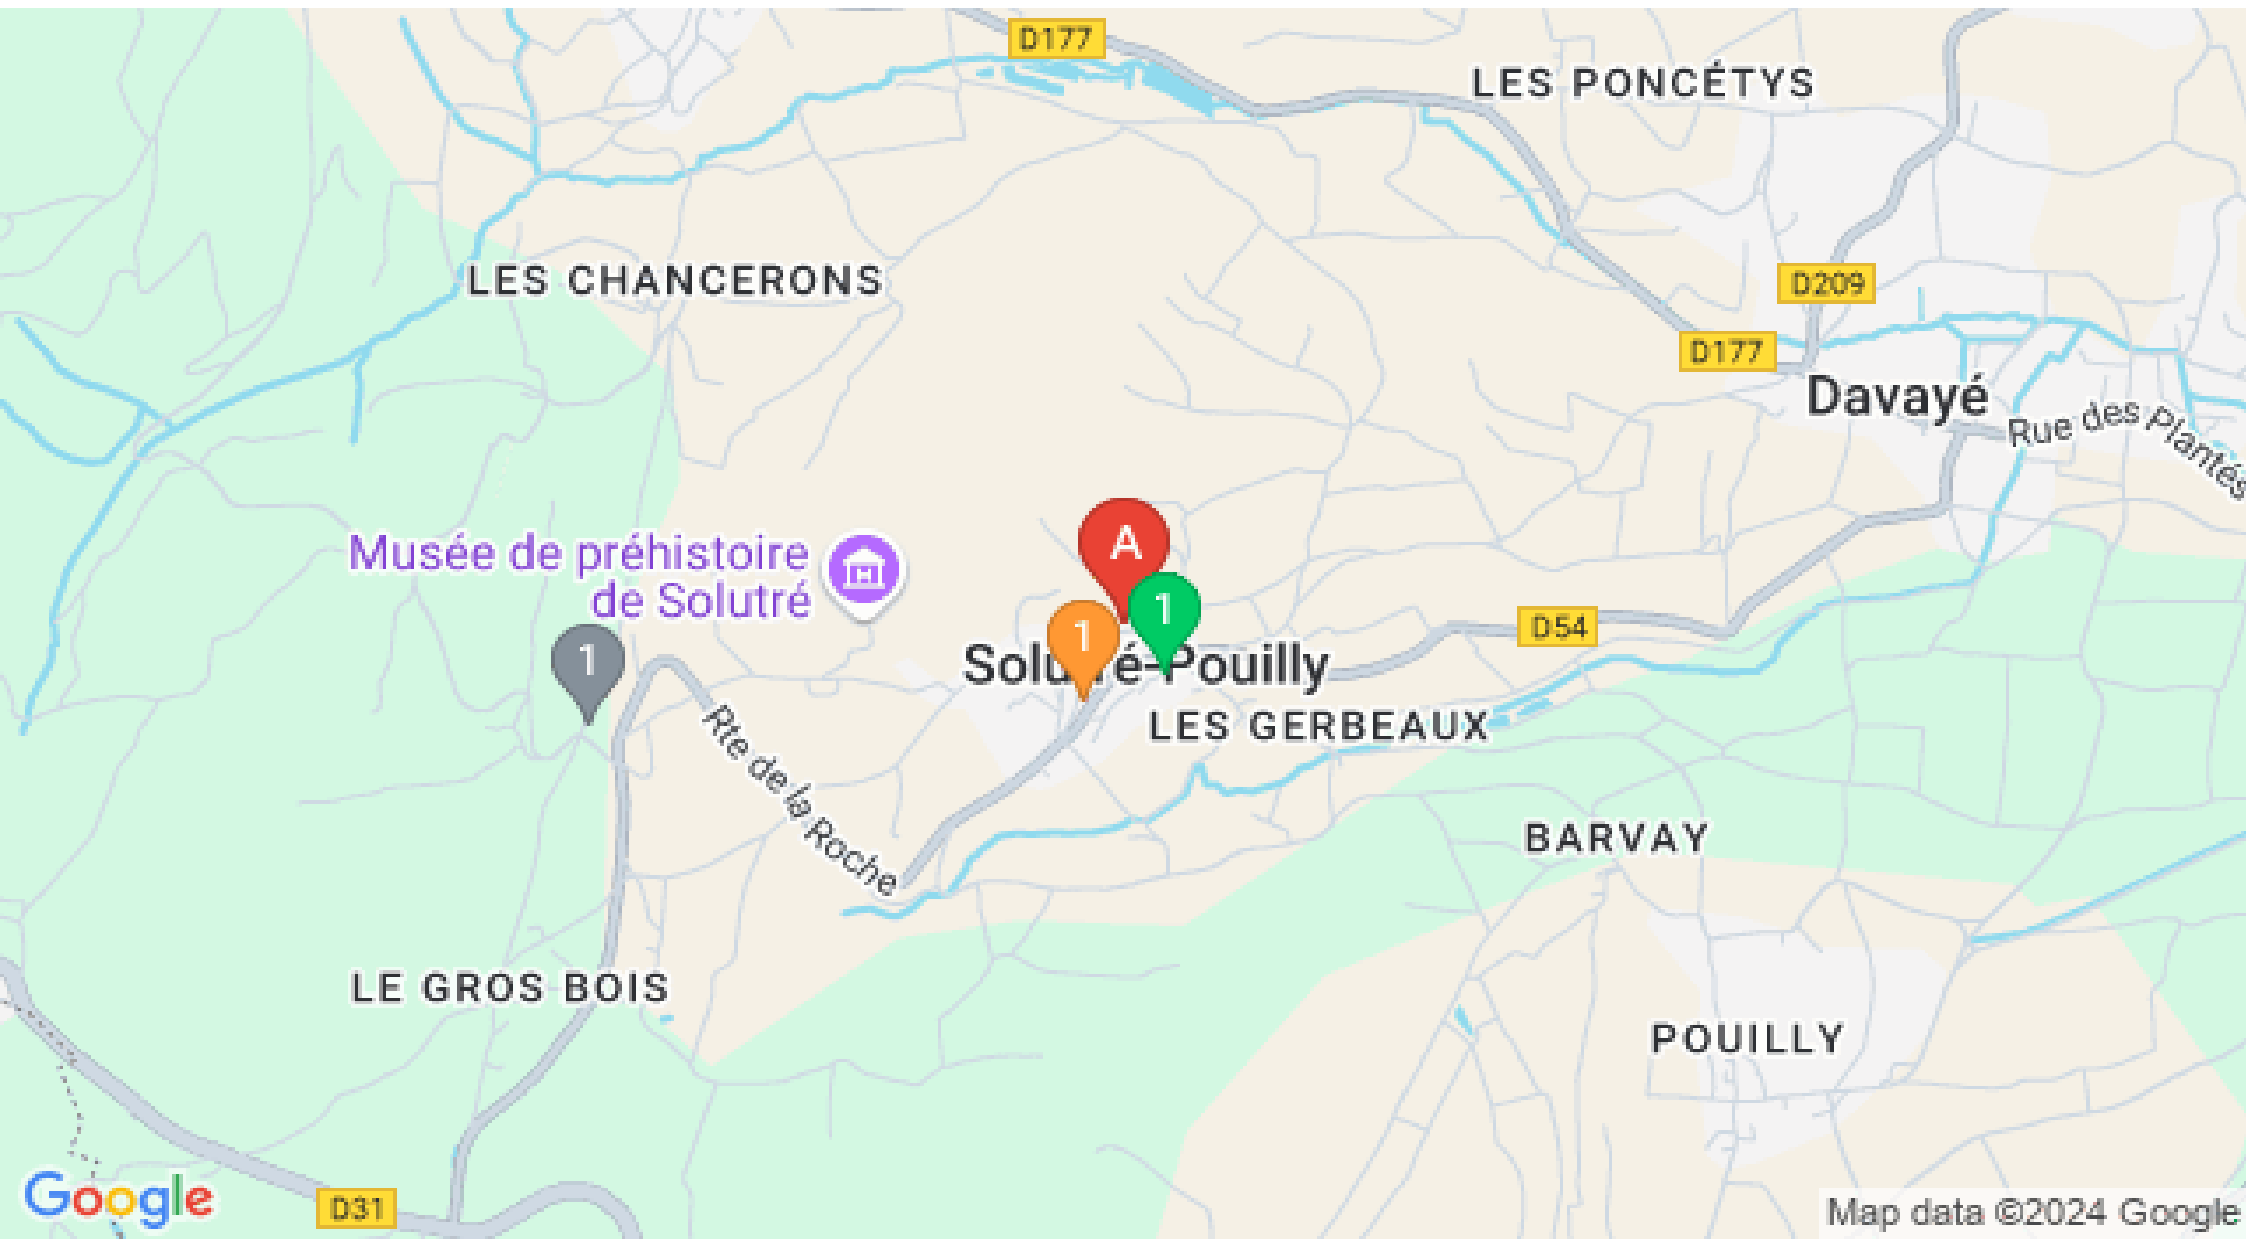 D177
LES PONCÉTYS
LES CHANCERONS
D209
D177
Davayé
Rue des Plantés
Musée de préhistoire
de Solutré
A
1
1
1
D54
Solutré-Pouilly
LES GERBEAUX
Rte de la Roche
BARVAY
LE GROS BOIS
POUILLY
Google
D31
Map data ©2024 Google